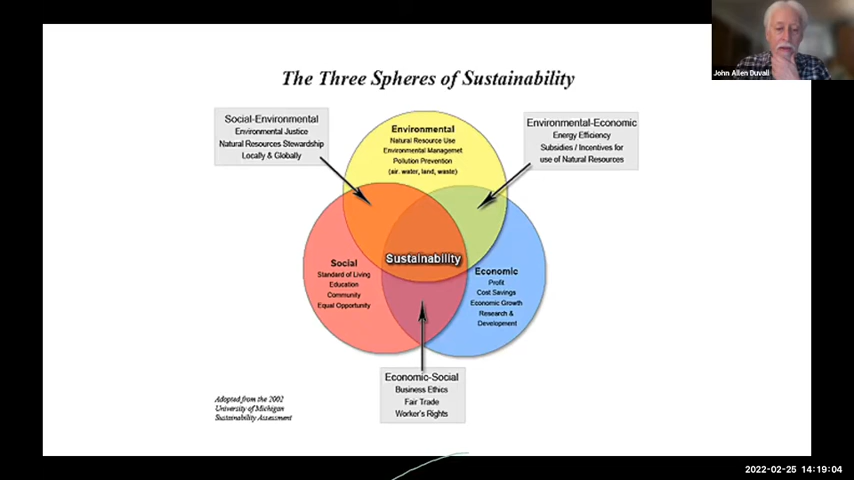 The Three Spheres of Sustainability
John Allen Duvall
Social-Environmental
Environmental Justice
Natural Resources Stewardship
Locally & Globally
Environmental
Natural Resource Use
Environmental Managemet
Pollution Prevention
(air, water, land, waste)
Environmental-Economic
Energy Efficiency
Subsidies / Incentives for
use of Natural Resources
Sustainability
Social
Standard of Living
Education
Community
Equal Opportunity
Economic
Profit
Cost Savings
Economic Growth
Research &
Development
Economic-Social
Business Ethics
Fair Trade
Worker's Rights
Adopted from the 2002
University of Michigan
Sustainability Assessment
2022-02-25 14:19:04